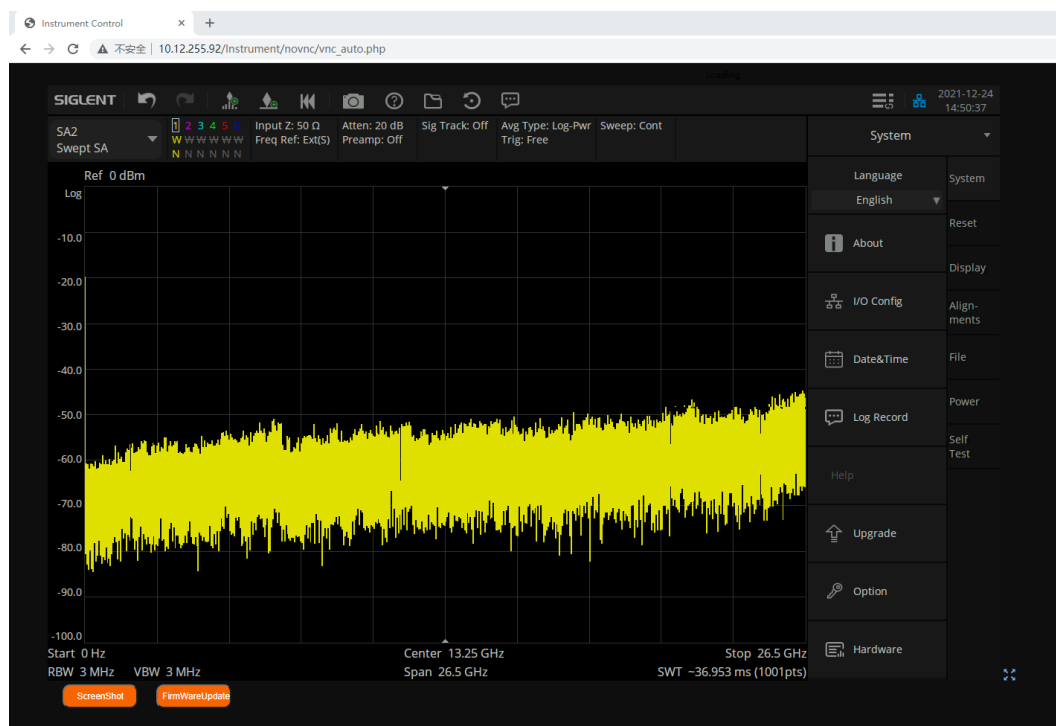 Instrument Control
不安全 10.12.255.92/Instrument/novnc/vnc_auto.php
Loading
SIGLENT
2021-12-24
14:50:37
SA2
Swept SA
1 2 3 4 5 6
W W W W W W
N N N N N N
Input Z: 50 Ω
Freq Ref: Ext(S)
Atten: 20 dB
Preamp: Off
Sig Track: Off
Avg Type: Log-Pwr
Trig: Free
Sweep: Cont
System
Ref 0 dBm
Log
-10.0
-20.0
-30.0
-40.0
-50.0
-60.0
-70.0
-80.0
-90.0
-100.0
Start 0 Hz
Center 13.25 GHz
Stop 26.5 GHz
RBW 3 MHz
VBW 3 MHz
Span 26.5 GHz
SWT ~36.953 ms (1001pts)
Language
English
About
I/O Config
Date&Time
Log Record
Help
Upgrade
Option
Hardware
System
Reset
Display
Align-
ments
File
Power
Self
Test
ScreenShot
FirmWareUpdate